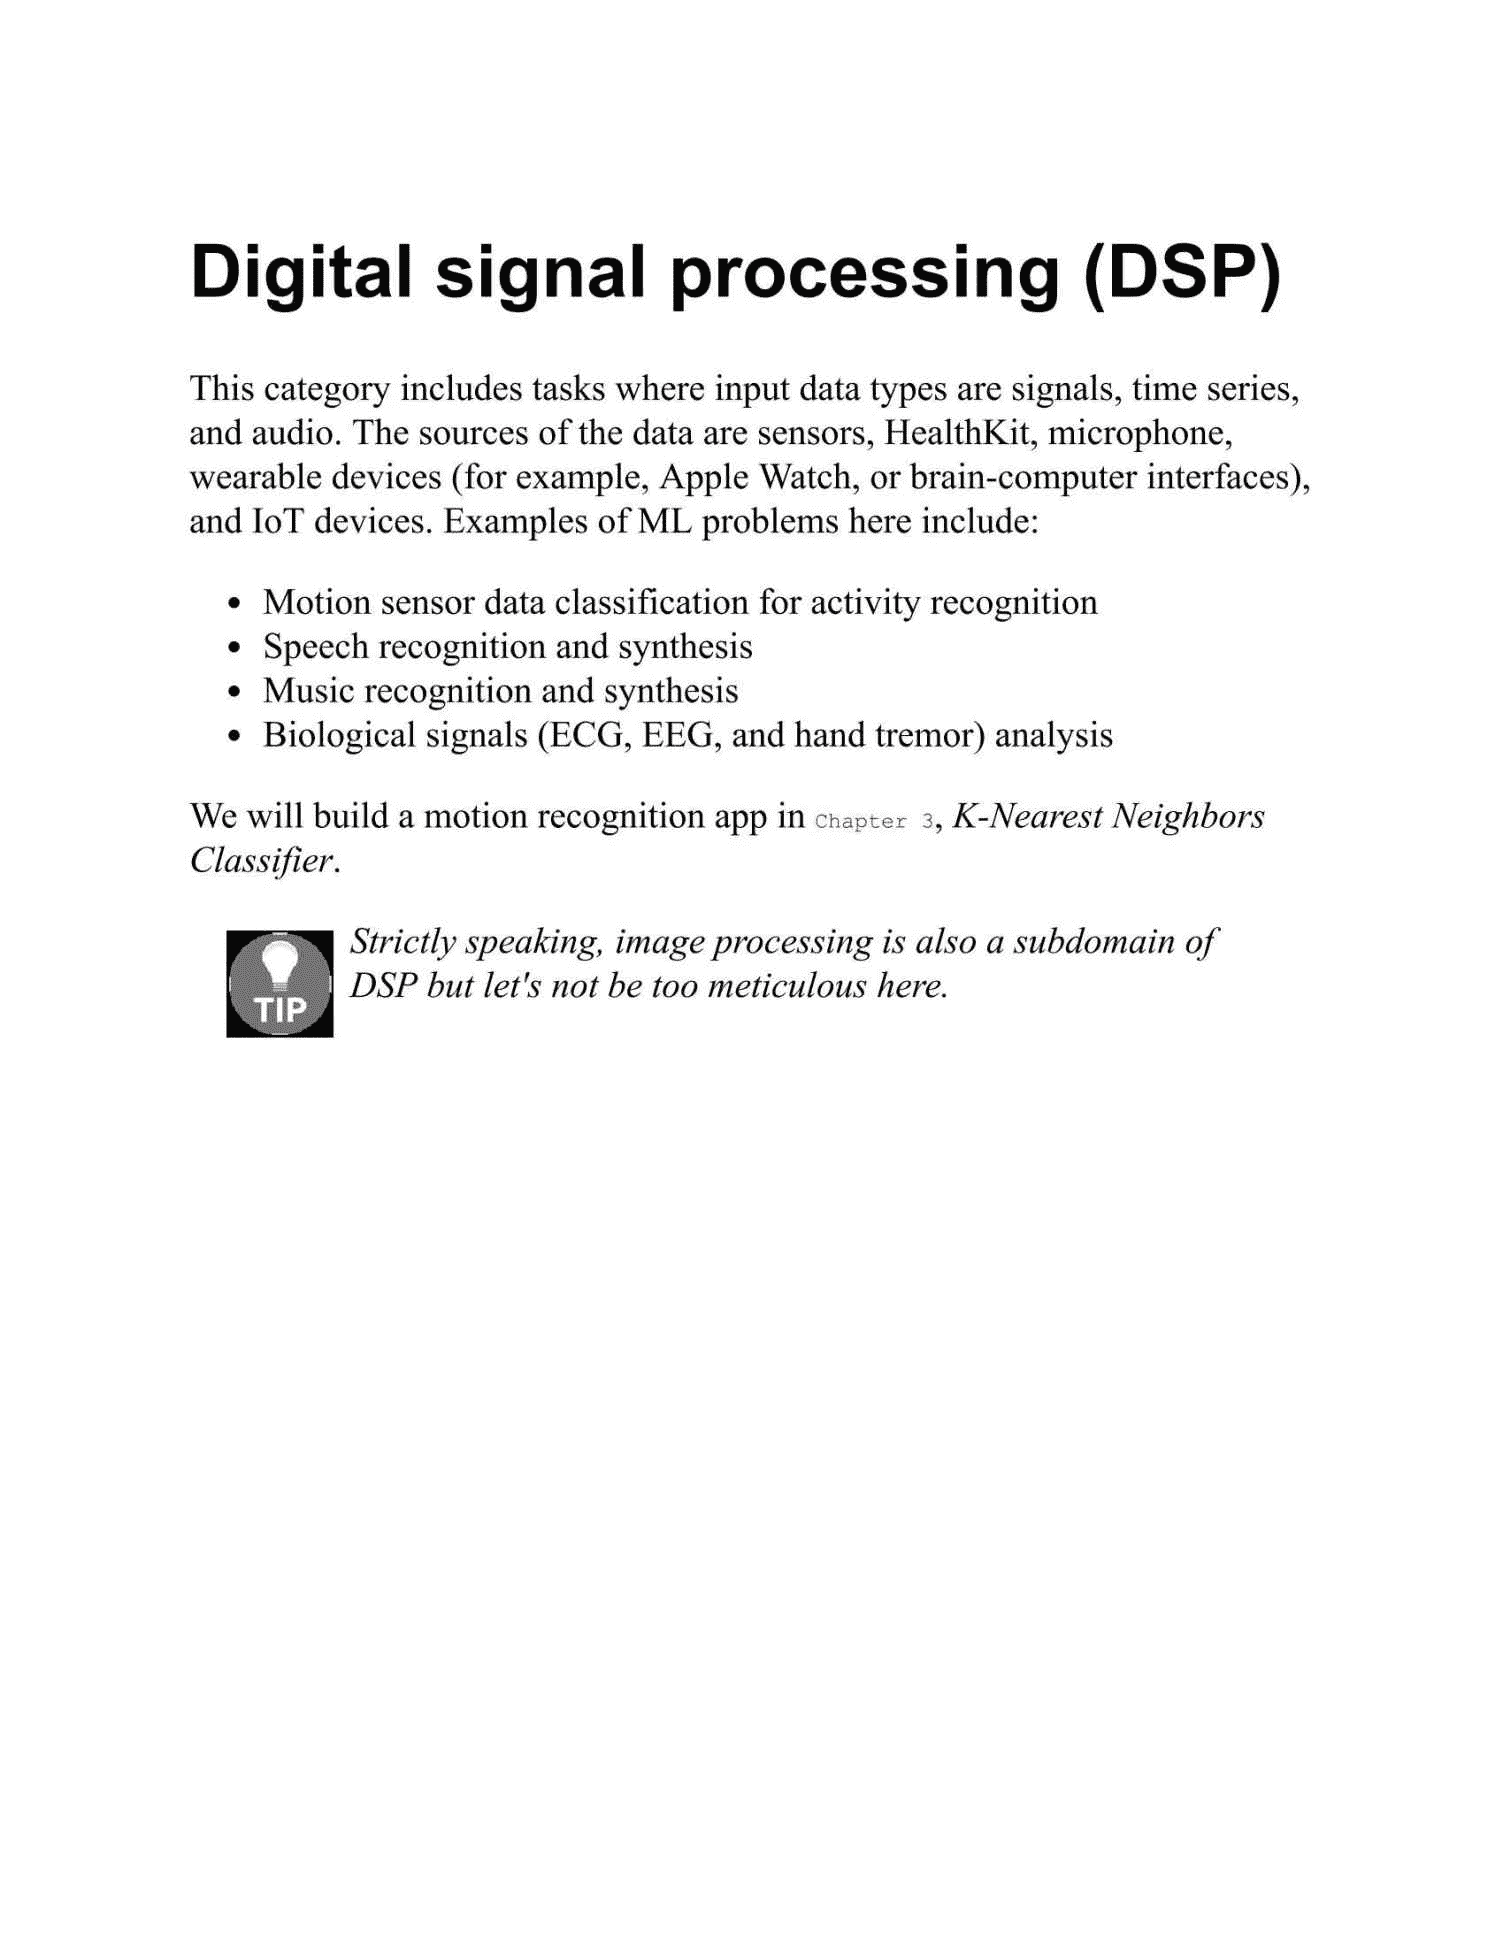 Digital signal processing (DSP)
This category includes tasks where input data types are signals, time series,
and audio. The sources of the data are sensors, HealthKit, microphone,
wearable devices (for example, Apple Watch, or brain-computer interfaces),
and IoT devices. Examples of ML problems here include:
• Motion sensor data classification for activity recognition
• Speech recognition and synthesis
• Music recognition and synthesis
• Biological signals (ECG, EEG, and hand tremor) analysis
We will build a motion recognition app in Chapter 3, K-Nearest Neighbors
Classifier.
Strictly speaking, image processing is also a subdomain of
DSP but let's not be too meticulous here.
TIP